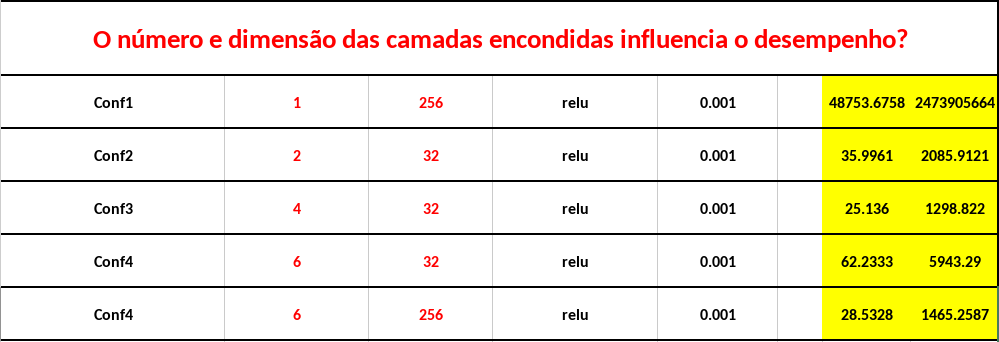 O número e dimensão das camadas encondidas influencia o desempenho?
Conf1 1 256 relu 0.001 48753.6758 2473905664
Conf2 2 32 relu 0.001 35.9961 2085.9121
Conf3 4 32 relu 0.001 25.136 1298.822
Conf4 6 32 relu 0.001 62.2333 5943.29
Conf4 6 256 relu 0.001 28.5328 1465.2587